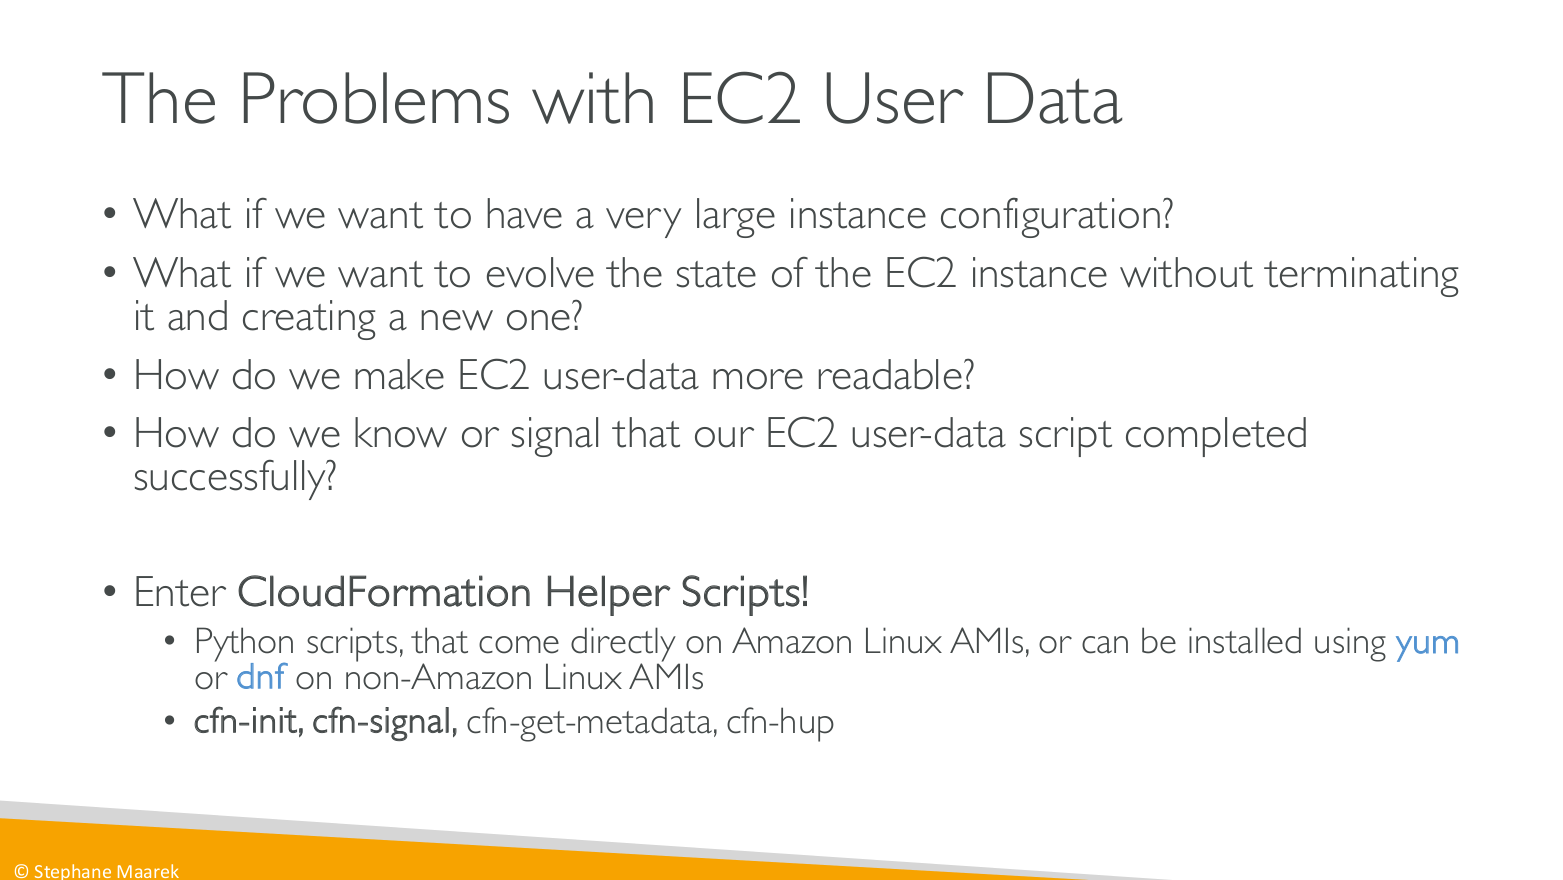 The Problems with EC2 User Data
• What if we want to have a very large instance configuration?
• What if we want to evolve the state of the EC2 instance without terminating
it and creating a new one?
• How do we make EC2 user-data more readable?
• How do we know or signal that our EC2 user-data script completed
successfully?
• Enter CloudFormation Helper Scripts!
• Python scripts, that come directly on Amazon Linux AMIs, or can be installed using yum
or dnf on non-Amazon Linux AMIs
• cfn-init, cfn-signal, cfn-get-metadata, cfn-hup
© Stephane Maarek